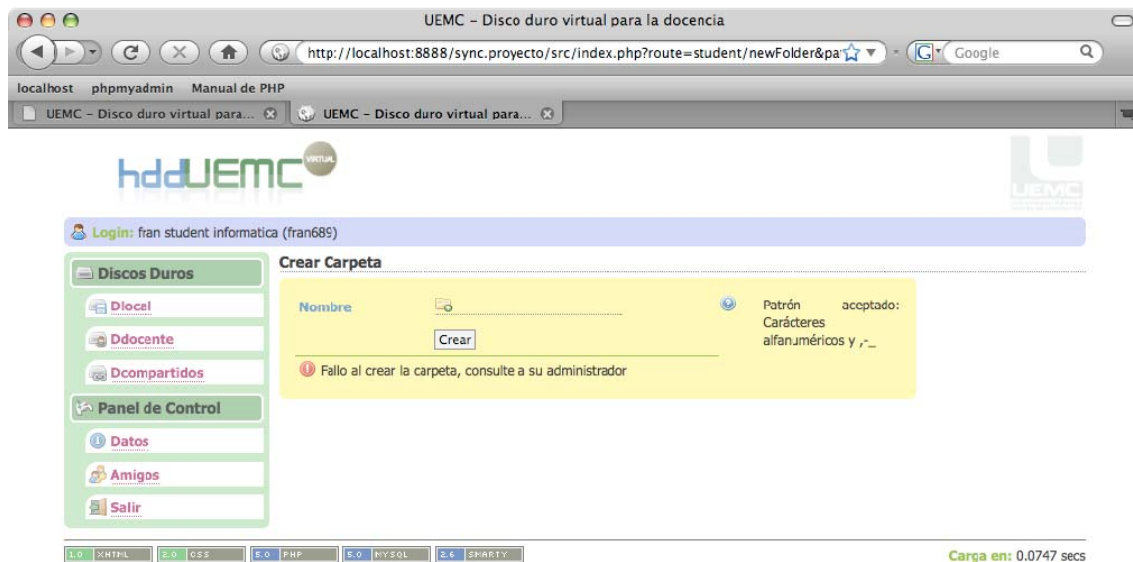 UEMC – Disco duro virtual para la docencia
http://localhost:8888/sync.proyecto/src/index.php?route=student/newFolder&pa
Google
localhost phpmyadmin Manual de PHP
UEMC – Disco duro virtual para...
UEMC – Disco duro virtual para...
hddUEMC VIRTUAL
UEMC
Login: fran student informatica (fran689)
Discos Duros
Dlocal
Ddocente
Dcompartidos
Panel de Control
Datos
Amigos
Salir
Crear Carpeta
Nombre
Crear
Patrón aceptado:
Carácteres
alfanuméricos y ,-_
Fallo al crear la carpeta, consulte a su administrador
1.0 XHTML 2.0 CSS 5.0 PHP 5.0 MYSQL 2.6 SMARTY
Carga en: 0.0747 secs